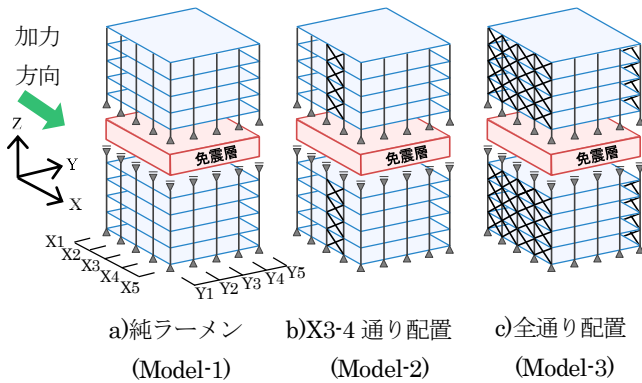 加力
方向
Z
Y
X
免震層
免震層
免震層
X1
X2
X3
X4
X5
Y1
Y2
Y3
Y4
Y5
a)純ラーメン
(Model-1)
b)X3-4 通り配置
(Model-2)
c)全通り配置
(Model-3)